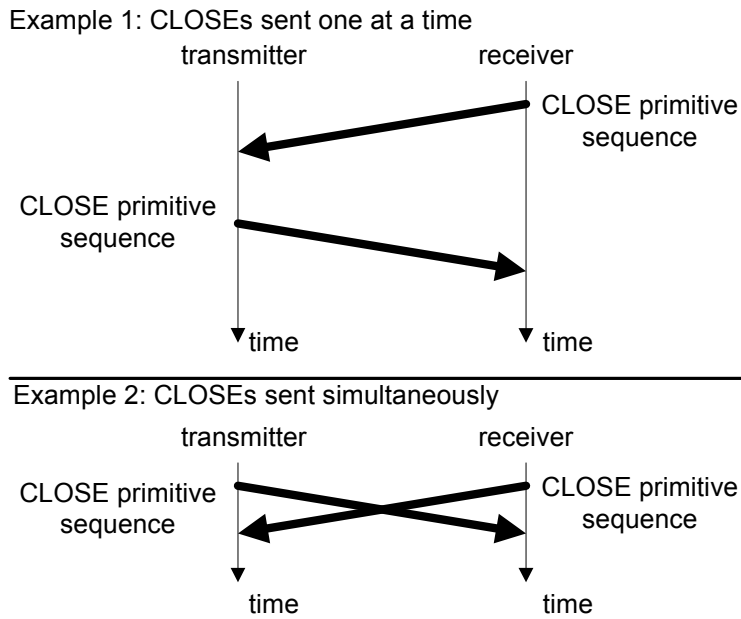 Example 1: CLOSEs sent one at a time
transmitter receiver
CLOSE primitive
sequence
CLOSE primitive
sequence
time time
Example 2: CLOSEs sent simultaneously
transmitter receiver
CLOSE primitive
sequence
CLOSE primitive
sequence
time time